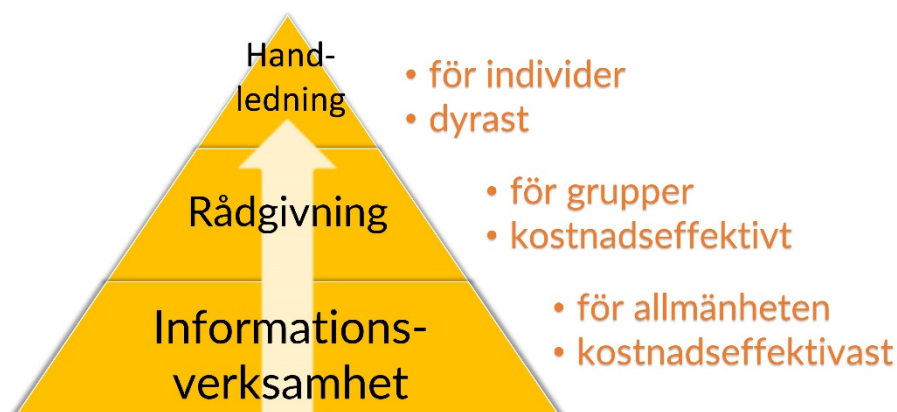 Hand-
ledning
• för individer
• dyrast
Rådgivning
• för grupper
• kostnadseffektivt
Informations-
verksamhet
• för allmänheten
• kostnadseffektivast